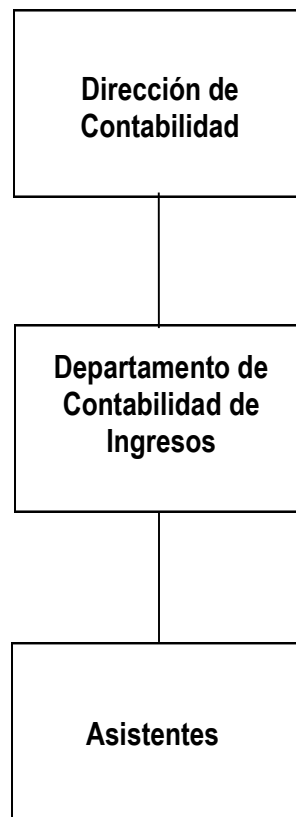 Dirección de
Contabilidad
Departamento de
Contabilidad de
Ingresos
Asistentes